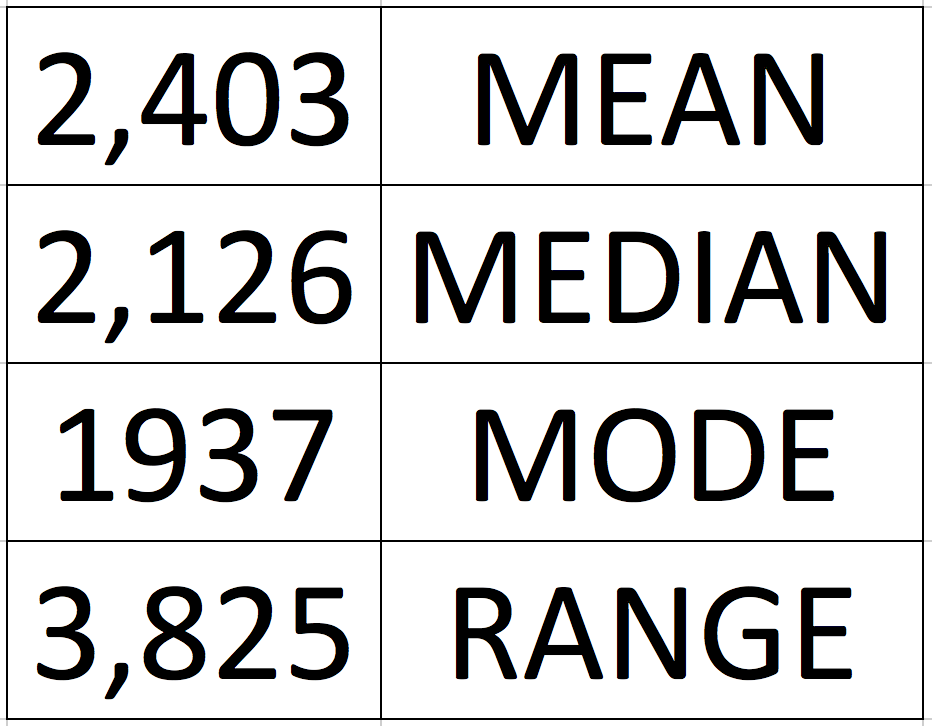 2,403 MEAN
2,126 MEDIAN
1937 MODE
3,825 RANGE